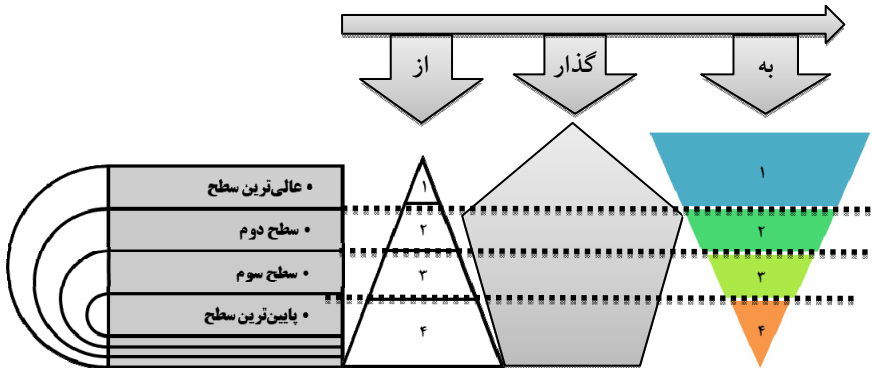 از
گذار
به
• عالی‌ترین سطح
• سطح دوم
• سطح سوم
• پایین‌ترین سطح
۱
۲
۳
۴
۱
۲
۳
۴